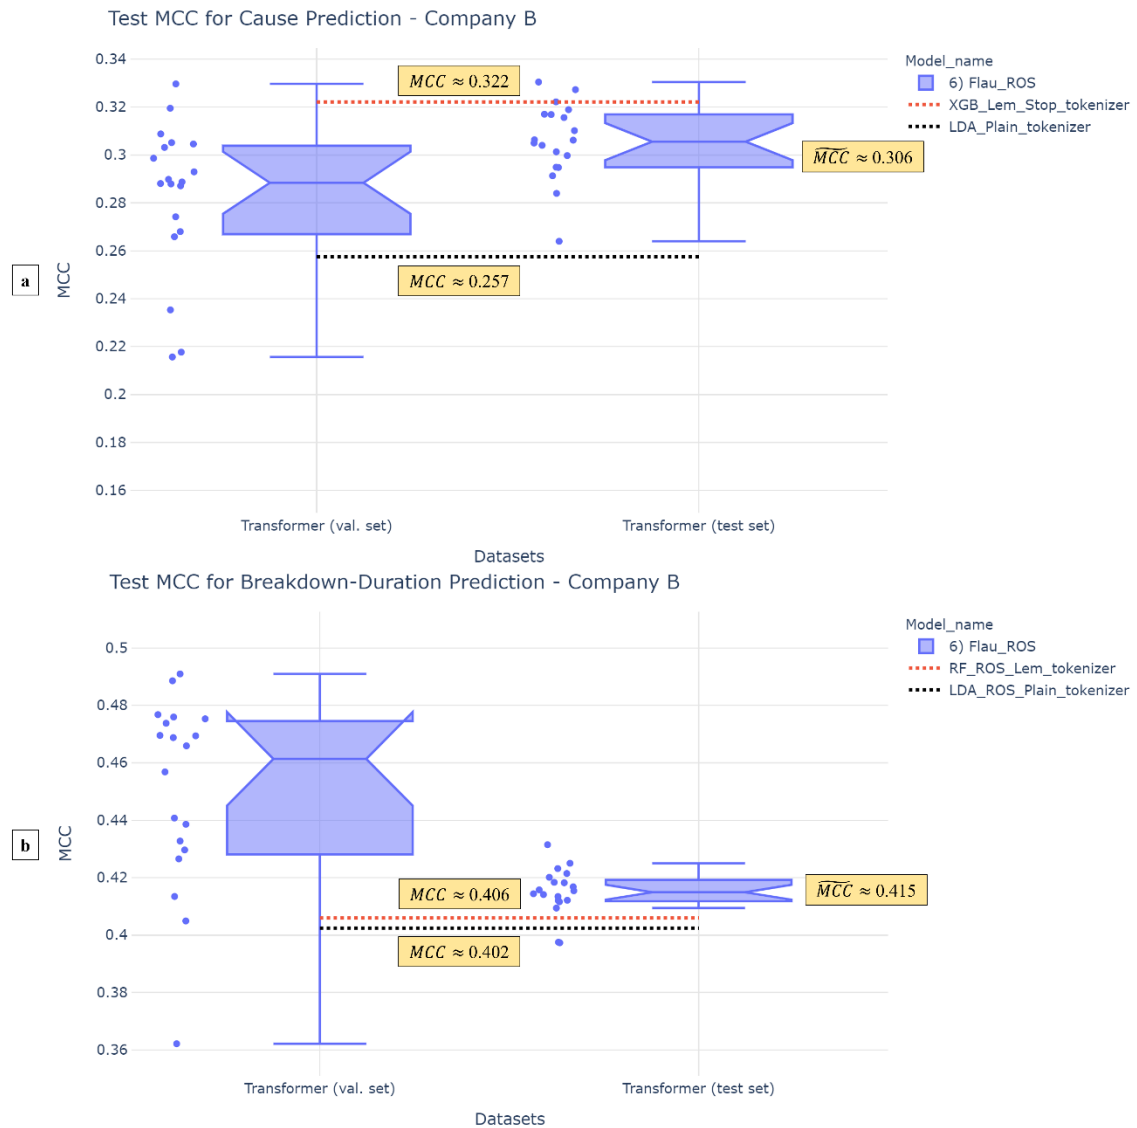 Test MCC for Cause Prediction - Company B
0.34
0.32
0.3
0.28
0.26
0.24
0.22
0.2
0.18
0.16
MCC
a
MCC ≈ 0.322
MCC ≈ 0.257
M͠CC ≈ 0.306
Model_name
6) Flau_ROS
XGB_Lem_Stop_tokenizer
LDA_Plain_tokenizer
Transformer (val. set)
Transformer (test set)
Datasets
Test MCC for Breakdown-Duration Prediction - Company B
0.5
0.48
0.46
0.44
0.42
0.4
0.38
0.36
MCC
b
MCC ≈ 0.406
MCC ≈ 0.402
M͠CC ≈ 0.415
Model_name
6) Flau_ROS
RF_ROS_Lem_tokenizer
LDA_ROS_Plain_tokenizer
Transformer (val. set)
Transformer (test set)
Datasets